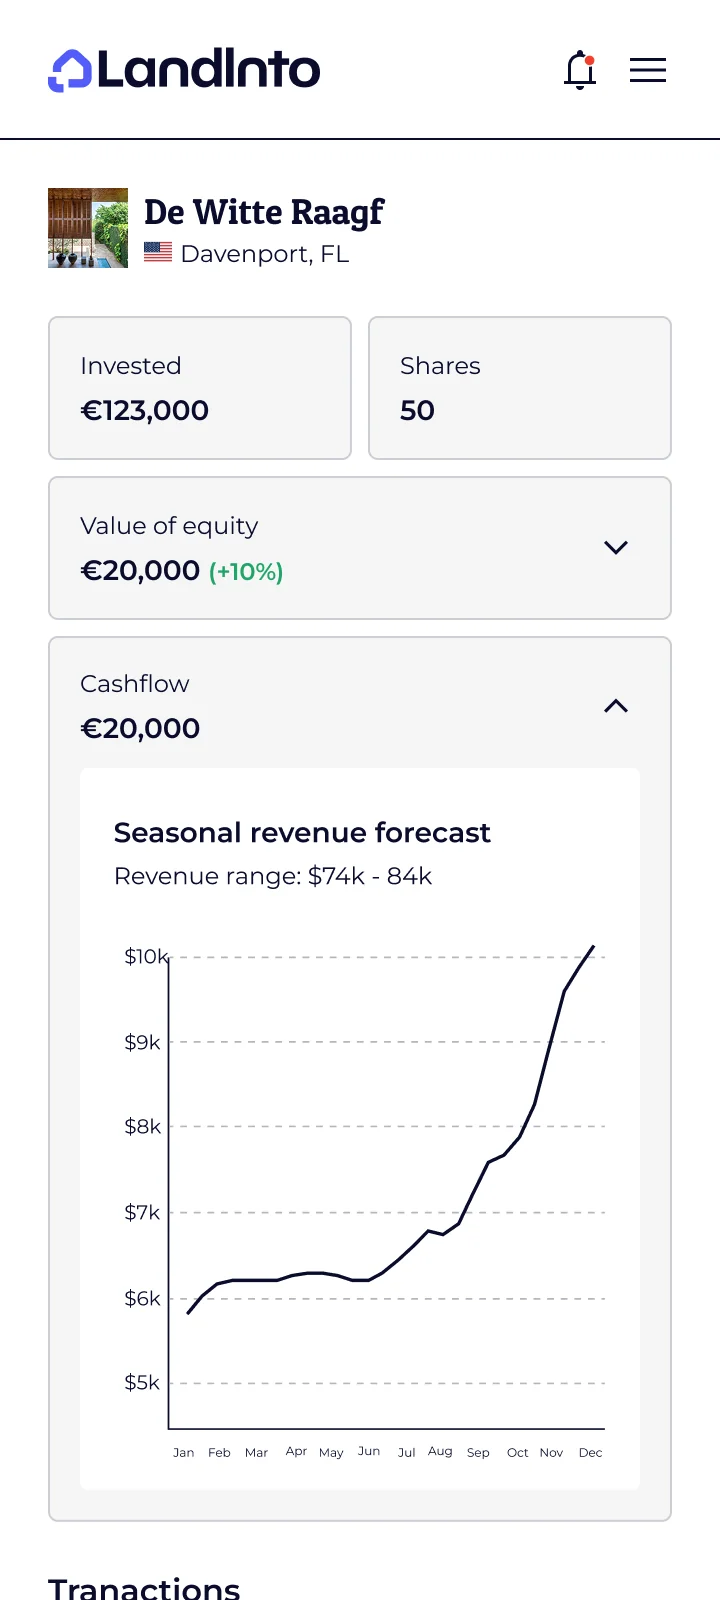 LandInto
De Witte Raagf
Davenport, FL
Invested
€123,000
Shares
50
Value of equity
€20,000 (+10%)
Cashflow
€20,000
Seasonal revenue forecast
Revenue range: $74k - 84k
$10k
$9k
$8k
$7k
$6k
$5k
Jan Feb Mar Apr May Jun Jul Aug Sep Oct Nov Dec
Tranactions